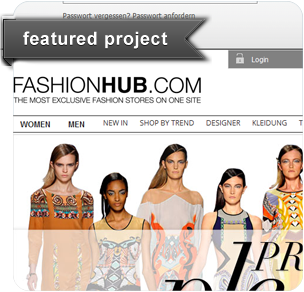 Passwort vergessen? Passwort anfordern
featured project
Login
FASHIONHUB.COM
THE MOST EXCLUSIVE FASHION STORES ON ONE SITE
WOMEN MEN NEW IN SHOP BY TREND DESIGNER KLEIDUNG
PR
ple